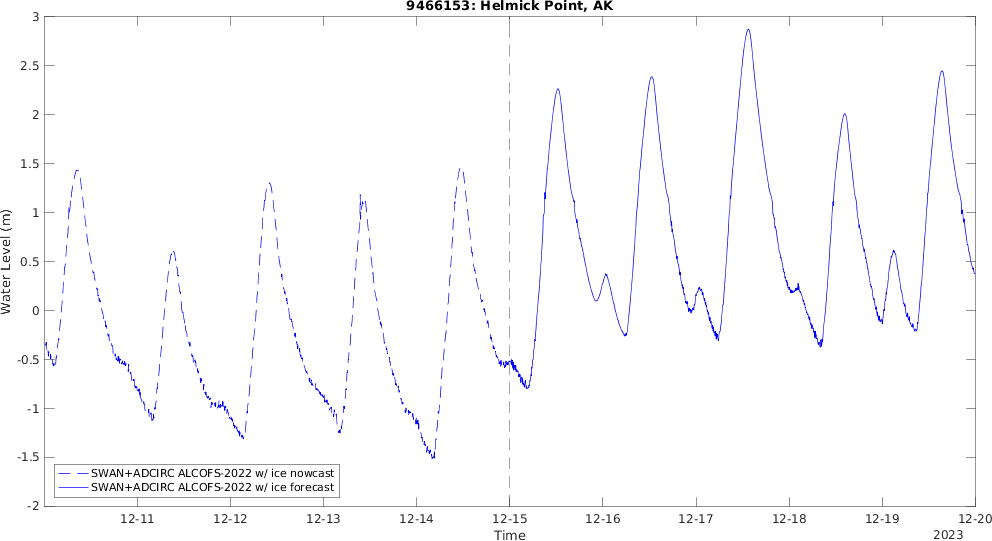 9466153: Helmick Point, AK
3
2.5
2
1.5
1
0.5
0
-0.5
-1
-1.5
-2
Water Level (m)
SWAN+ADCIRC ALCOFS-2022 w/ ice nowcast
SWAN+ADCIRC ALCOFS-2022 w/ ice forecast
12-11 12-12 12-13 12-14 12-15 12-16 12-17 12-18 12-19 12-20
Time
2023